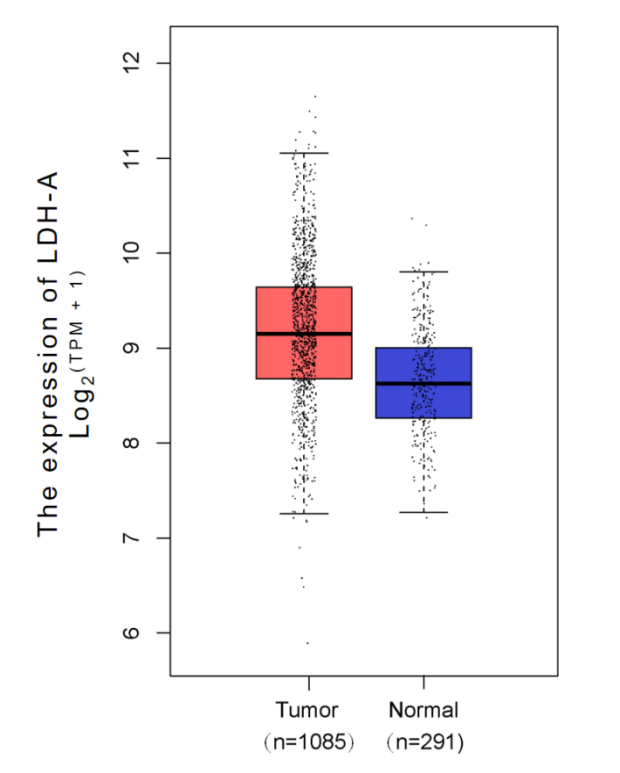 The expression of LDH-A
Log2(TPM + 1)
12
11
10
9
8
7
6
Tumor
Normal
(n=1085)
(n=291)